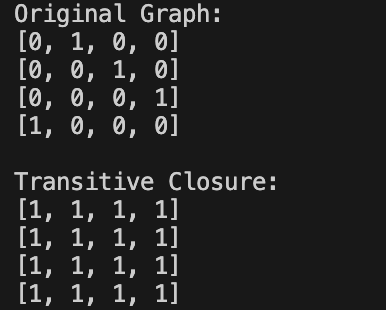 Original Graph:
[0, 1, 0, 0]
[0, 0, 1, 0]
[0, 0, 0, 1]
[1, 0, 0, 0]

Transitive Closure:
[1, 1, 1, 1]
[1, 1, 1, 1]
[1, 1, 1, 1]
[1, 1, 1, 1]